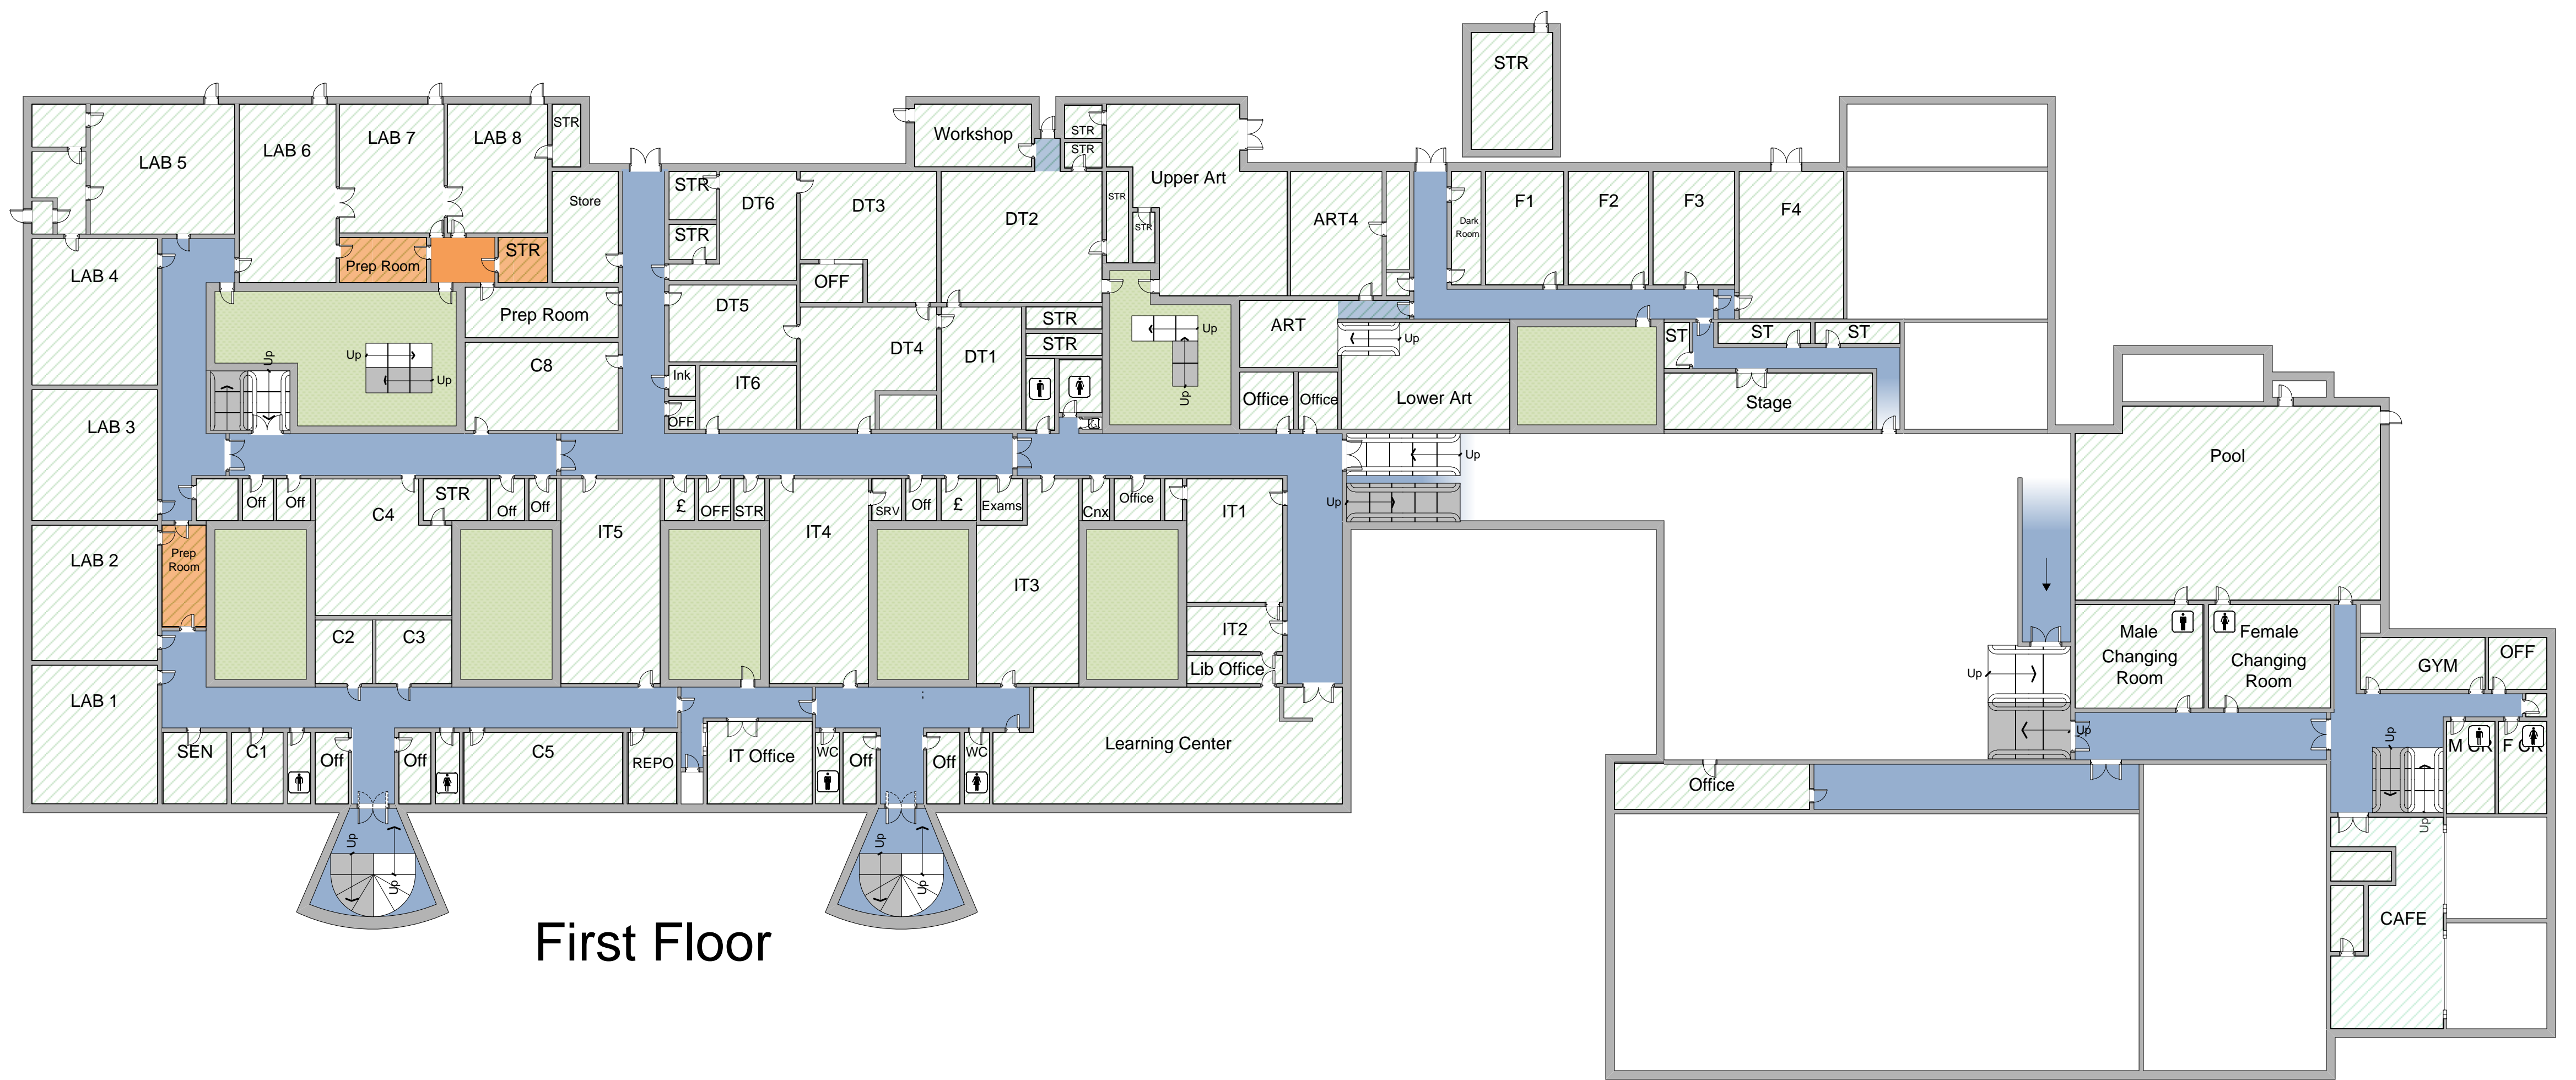 STR
LAB 5
LAB 6
LAB 7
LAB 8
STR
Workshop
STR
STR
Upper Art
Store
STR
DT6
DT3
DT2
STR
STR
ART4
Dark
Room
F1
F2
F3
F4
STR
OFF
LAB 4
Prep Room
STR
Prep Room
DT5
DT4
DT1
STR
STR
Up
ART
Up
ST
ST
ST
C8
Up
Up
Up
Ink
IT6
OFF
Up
Office
Office
Lower Art
Stage
LAB 3
Up
Pool
Off
Off
C4
STR
Off
Off
IT5
£
OFF
STR
IT4
SRV
Off
£
Exams
Cnx
Office
IT1
Up
LAB 2
Prep
Room
IT3
C2
C3
IT2
Lib Office
Male
Changing
Room
Female
Changing
Room
GYM
OFF
Up
LAB 1
SEN
C1
Off
Off
C5
REPO
IT Office
WC
Off
Off
WC
Learning Center
Up
Up
M CR
F CR
Office
Up
Up
Up
Up
Up
CAFE
First Floor